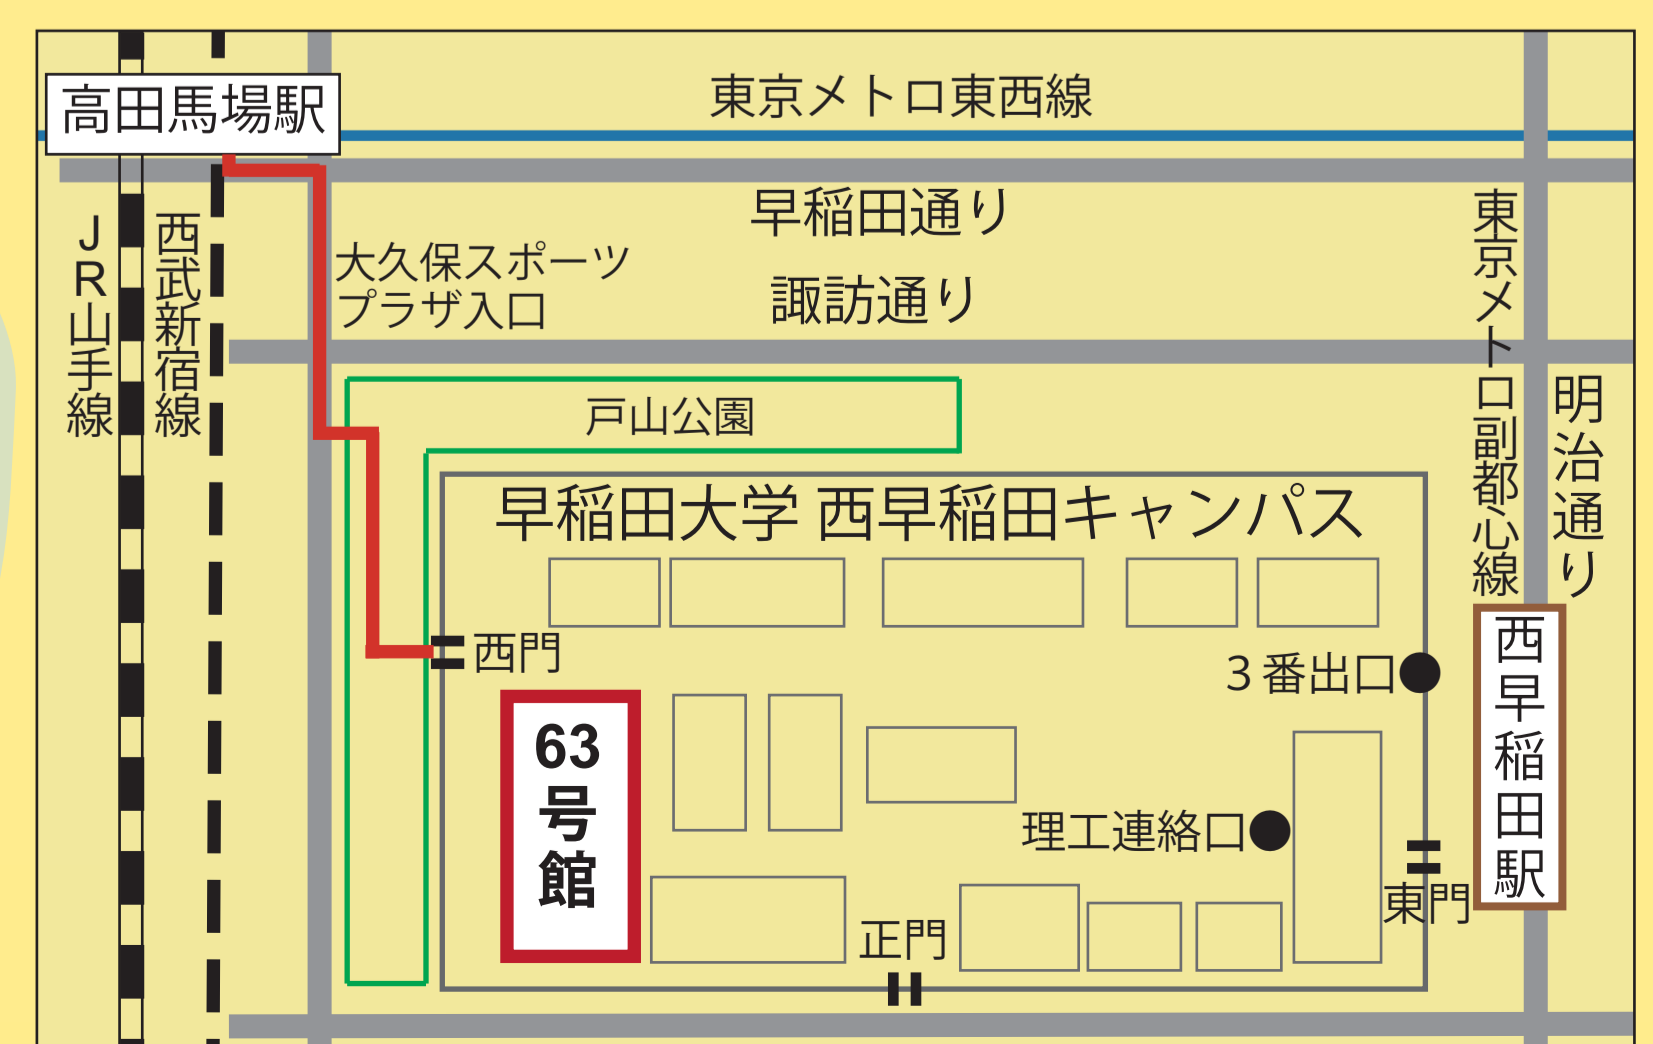 東京メトロ東西線
高田馬場駅
早稲田通り
諏訪通り
大久保スポーツ
プラザ入口
JR山手線
西武新宿線
東京メトロ副都心線
明治通り
戸山公園
早稲田大学 西早稲田キャンパス
西門
63
号
館
3番出口
西早稲田駅
理工連絡口
東門
正門